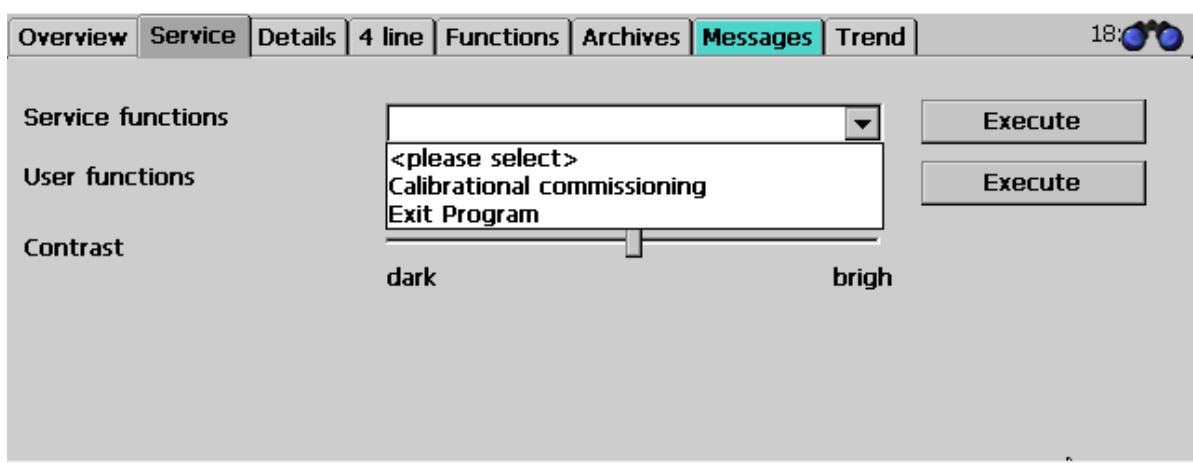 Overview Service Details 4 line Functions Archives Messages Trend 18:
Service functions Execute
<please select>
User functions Calibrational commissioning Execute
Exit Program
Contrast
dark brigh